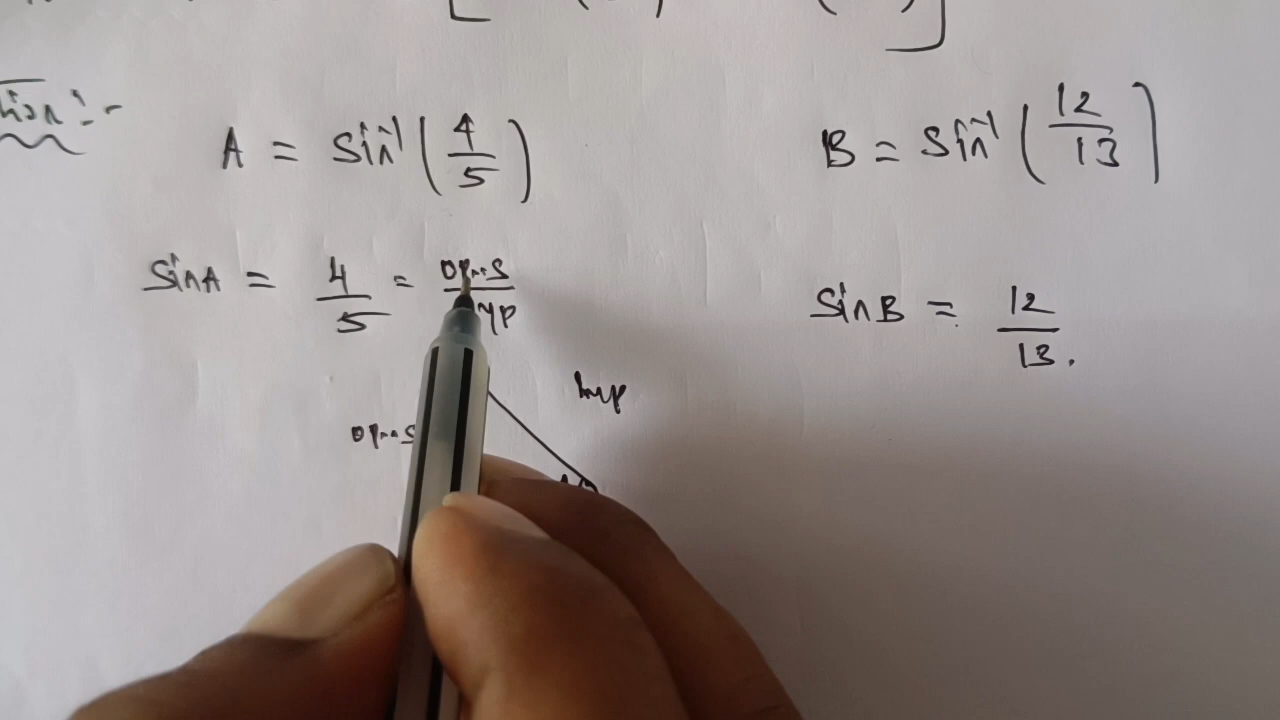 A = Sin⁻¹(4/5)
B = Sin⁻¹(12/13)
SinA = 4/5 = opps/hyp
SinB = 12/13.
hyp
opps